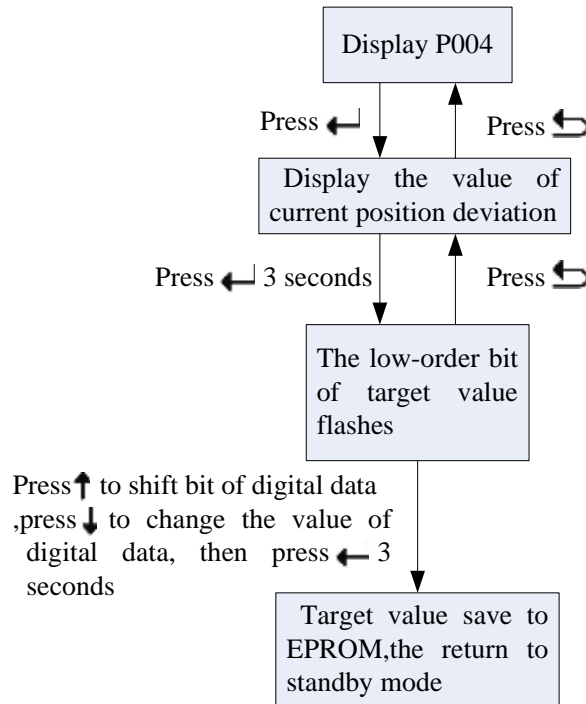 Display P004
Press
Press
Display the value of
current position deviation
Press 3 seconds
Press
The low-order bit
of target value
flashes
Press to shift bit of digital data
,press to change the value of
digital data, then press 3
seconds
Target value save to
EPROM,the return to
standby mode